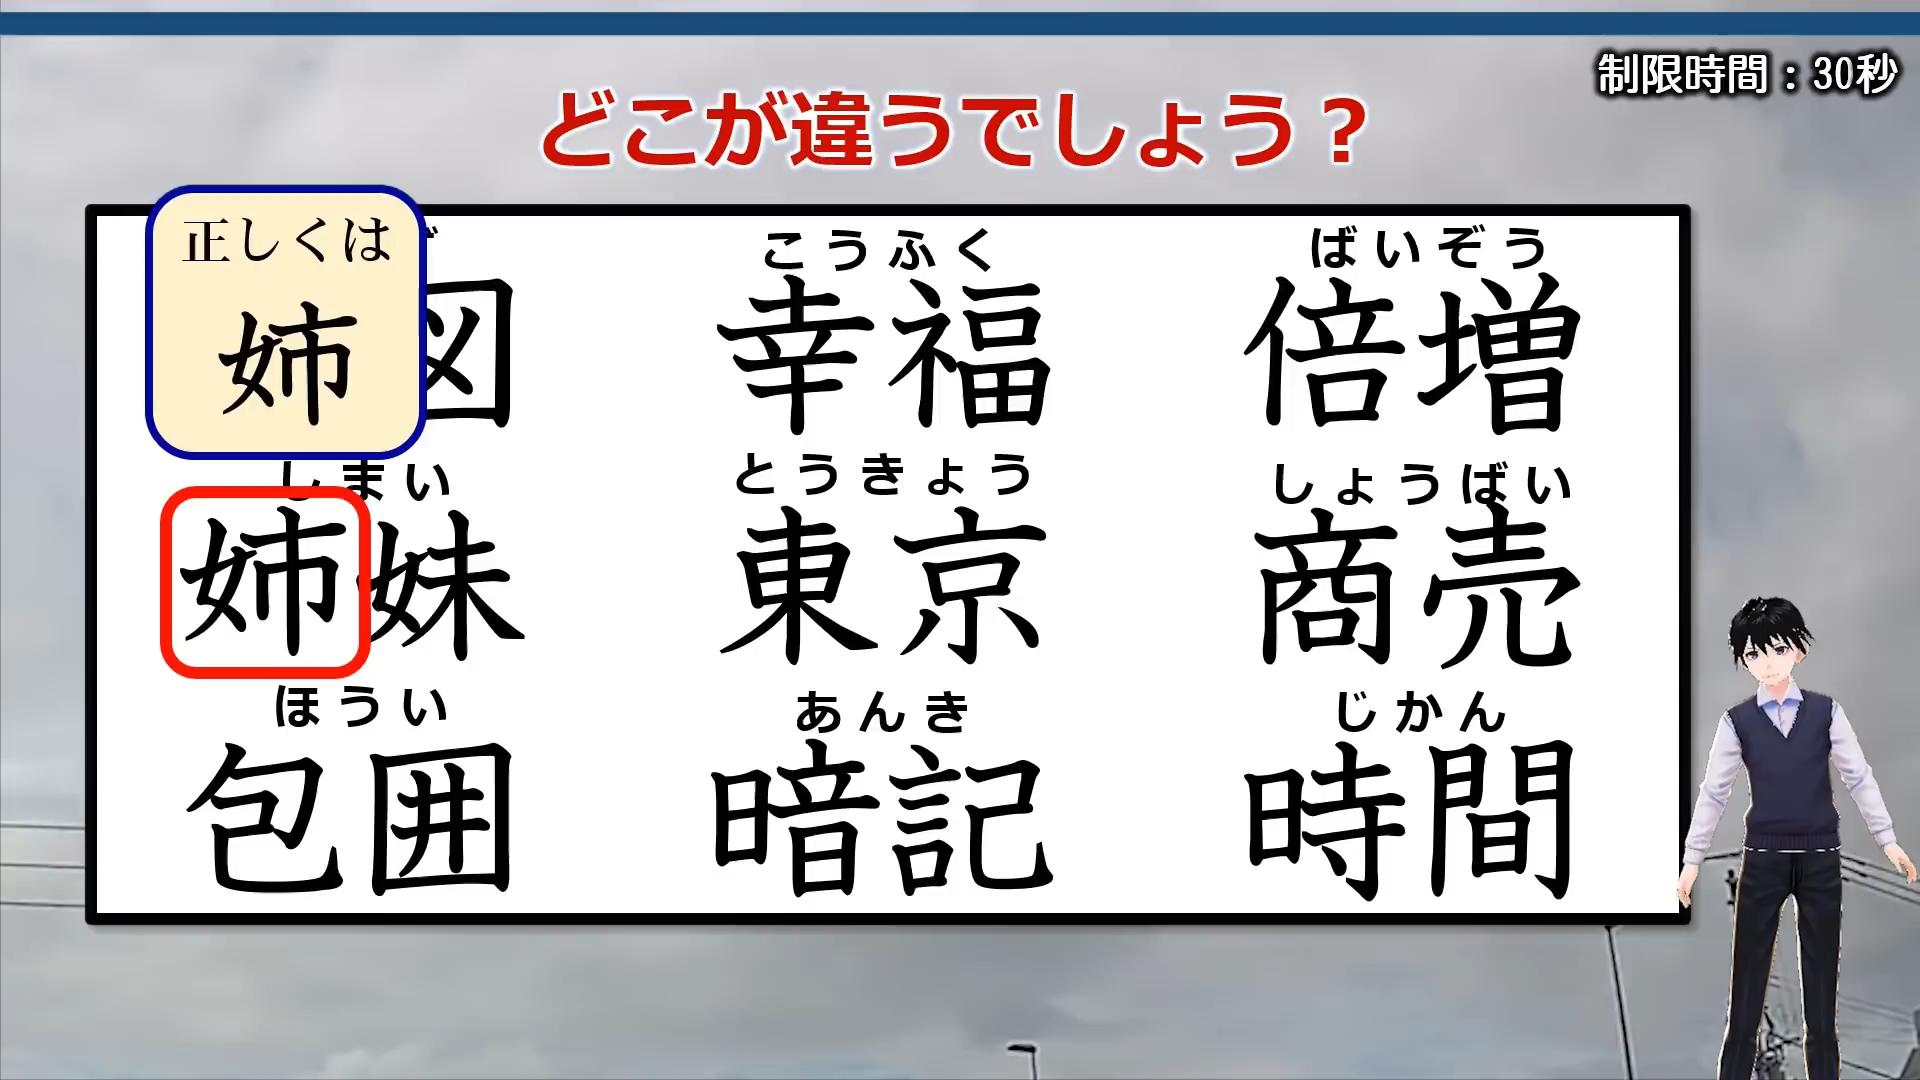 制限時間：30秒
どこが違うでしょう？
正しくは
姉
図
こうふく
幸福
ばいぞう
倍増
しまい
姉妹
とうきょう
東京
しょうばい
商売
ほうい
包囲
あんき
暗記
じかん
時間